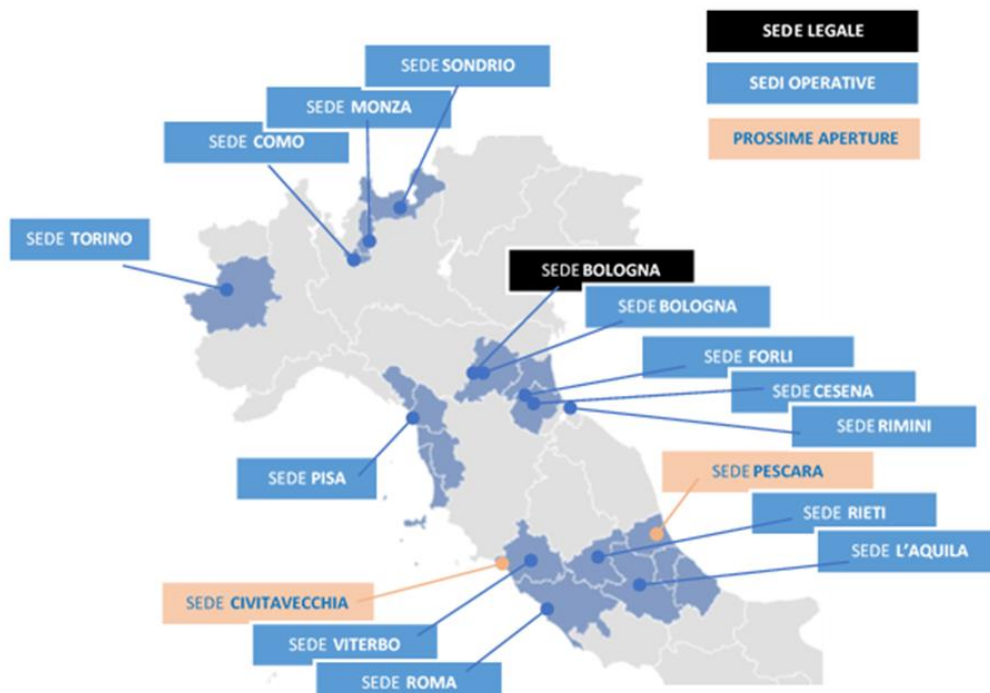 SEDE LEGALE
SEDI OPERATIVE
PROSSIME APERTURE
SEDE SONDRIO
SEDE MONZA
SEDE COMO
SEDE TORINO
SEDE BOLOGNA
SEDE BOLOGNA
SEDE FORLI
SEDE CESENA
SEDE RIMINI
SEDE PISA
SEDE PESCARA
SEDE RIETI
SEDE L'AQUILA
SEDE CIVITAVECCHIA
SEDE VITERBO
SEDE ROMA